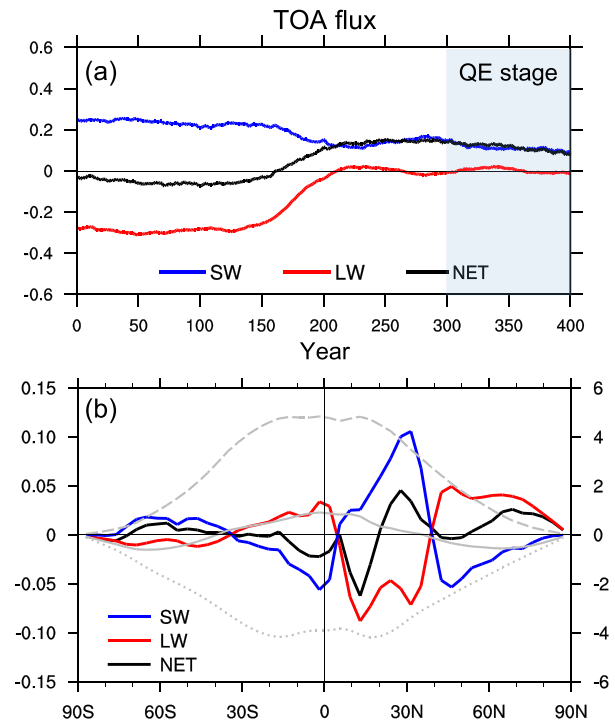 TOA flux
0.6
(a)
QE stage
0.4
0.2
0
-0.2
-0.4
SW LW NET
-0.6
0 50 100 150 200 250 300 350 400
Year
0.15 6
(b)
0.10 4
0.05 2
0 0
-0.05 -2
SW
-0.10 -4
LW
NET
-0.15 -6
90S 60S 30S 0 30N 60N 90N